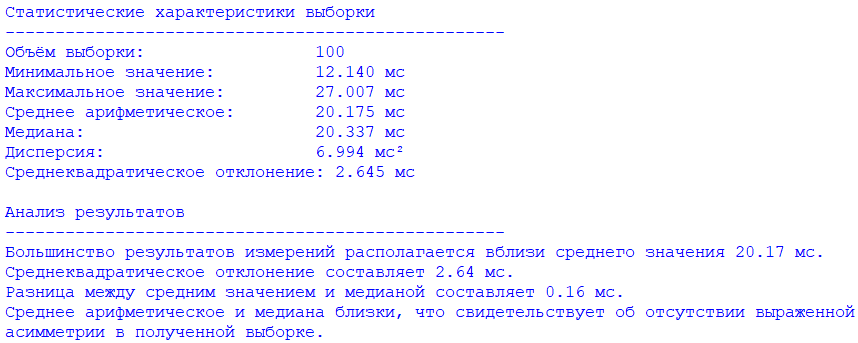 Статистические характеристики выборки
--------------------------------------------------
Объём выборки: 100
Минимальное значение: 12.140 мс
Максимальное значение: 27.007 мс
Среднее арифметическое: 20.175 мс
Медиана: 20.337 мс
Дисперсия: 6.994 мс²
Среднеквадратическое отклонение: 2.645 мс
Анализ результатов
--------------------------------------------------
Большинство результатов измерений располагается вблизи среднего значения 20.17 мс.
Среднеквадратическое отклонение составляет 2.64 мс.
Разница между средним значением и медианой составляет 0.16 мс.
Среднее арифметическое и медиана близки, что свидетельствует об отсутствии выраженной
асимметрии в полученной выборке.